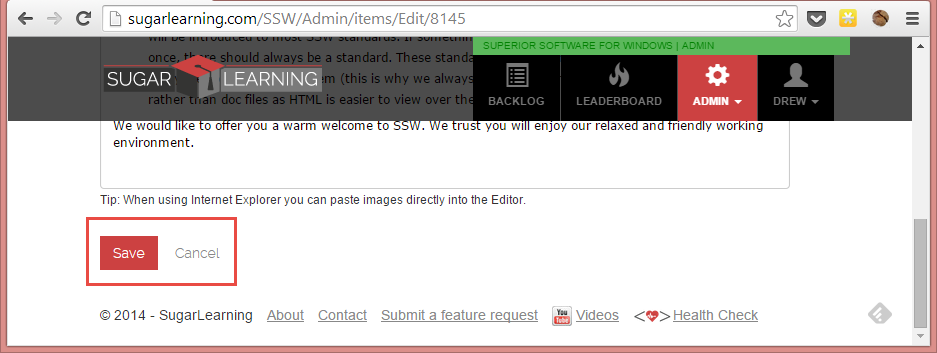 sugarlearning.com/SSW/Admin/items/Edit/8145
will be introduced to most SSW standards. If somethin
SUPERIOR SOFTWARE FOR WINDOWS | ADMIN
once, there should always be a standard. These standa
SUGAR LEARNING
em (this is why we always
rather than doc files as HTML is easier to view over the
BACKLOG
LEADERBOARD
ADMIN
DREW
We would like to offer you a warm welcome to SSW. We trust you will enjoy our relaxed and friendly working
environment.
Tip: When using Internet Explorer you can paste images directly into the Editor.
Save Cancel
© 2014 - SugarLearning About Contact Submit a feature request You Tube Videos <> Health Check